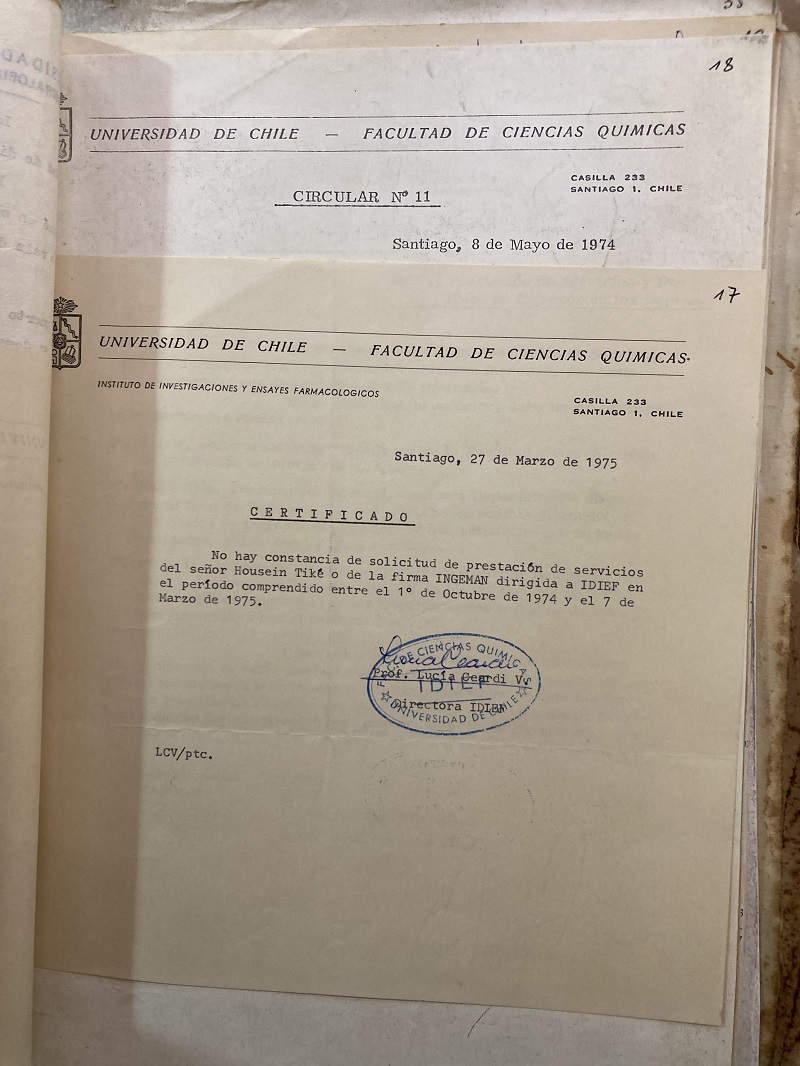 18
UNIVERSIDAD DE CHILE — FACULTAD DE CIENCIAS QUIMICAS
CASILLA 233
SANTIAGO 1, CHILE
CIRCULAR Nº 11
Santiago, 8 de Mayo de 1974
17
UNIVERSIDAD DE CHILE — FACULTAD DE CIENCIAS QUIMICAS
INSTITUTO DE INVESTIGACIONES Y ENSAYES FARMACOLOGICOS
CASILLA 233
SANTIAGO 1, CHILE
Santiago, 27 de Marzo de 1975
CERTIFICADO
No hay constancia de solicitud de prestación de servicios
del señor Housein Tiké o de la firma INGEMAN dirigida a IDIEF en
el período comprendido entre el 1º de Octubre de 1974 y el 7 de
Marzo de 1975.
CIENCIAS QUIMICAS
Prof. Lucía Ceardi V.
IDIEF
Directora IDIEF
UNIVERSIDAD DE CHILE
LCV/ptc.